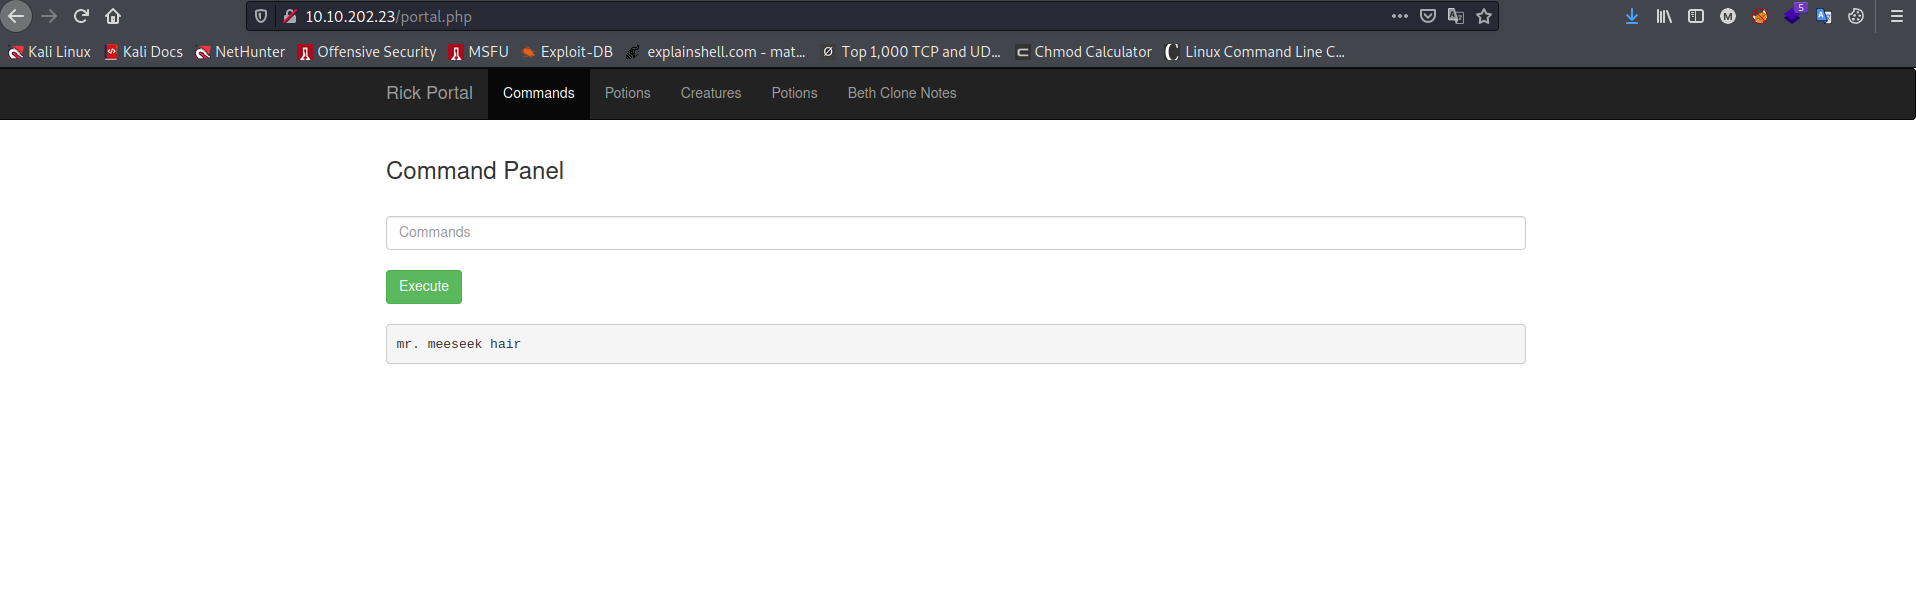 10.10.202.23/portal.php
5
Kali Linux Kali Docs NetHunter Offensive Security MSFU Exploit-DB explainshell.com - mat... Top 1,000 TCP and UD... Chmod Calculator Linux Command Line C...
Rick Portal Commands Potions Creatures Potions Beth Clone Notes
Command Panel
Commands
Execute
mr. meeseek hair